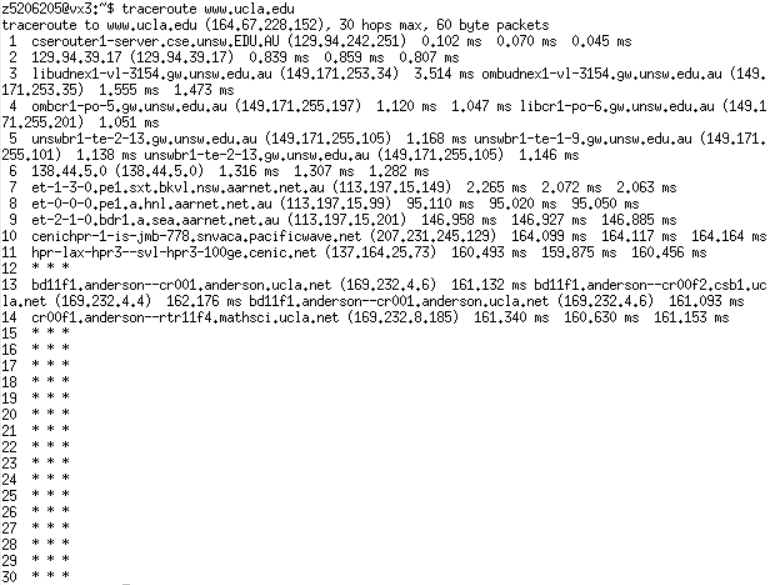 z5206205@vx3:~$ traceroute www.ucla.edu
traceroute to www.ucla.edu (164.67.228.152), 30 hops max, 60 byte packets
 1  cserouter1-server.cse.unsw.EDU.AU (129.94.242.251)  0.102 ms  0.070 ms  0.045 ms
 2  129.94.39.17 (129.94.39.17)  0.839 ms  0.859 ms  0.807 ms
 3  libudnex1-vl-3154.gw.unsw.edu.au (149.171.253.34)  3.514 ms ombudnex1-vl-3154.gw.unsw.edu.au (149.
171.253.35)  1.555 ms  1.473 ms
 4  ombcr1-po-5.gw.unsw.edu.au (149.171.255.197)  1.120 ms  1.047 ms libcr1-po-6.gw.unsw.edu.au (149.1
71.255.201)  1.051 ms
 5  unswbr1-te-2-13.gw.unsw.edu.au (149.171.255.105)  1.168 ms unswbr1-te-1-9.gw.unsw.edu.au (149.171.
255.101)  1.138 ms unswbr1-te-2-13.gw.unsw.edu.au (149.171.255.105)  1.146 ms
 6  138.44.5.0 (138.44.5.0)  1.316 ms  1.307 ms  1.282 ms
 7  et-1-3-0.pe1.sxt.bkvl.nsw.aarnet.net.au (113.197.15.149)  2.265 ms  2.072 ms  2.063 ms
 8  et-0-0-0.pe1.a.hnl.aarnet.net.au (113.197.15.99)  95.110 ms  95.020 ms  95.050 ms
 9  et-2-1-0.bdr1.a.sea.aarnet.net.au (113.197.15.201)  146.958 ms  146.927 ms  146.885 ms
10  cenichpr-1-is-jmb-778.snvaca.pacificwave.net (207.231.245.129)  164.099 ms  164.117 ms  164.164 ms
11  hpr-lax-hpr3--svl-hpr3-100ge.cenic.net (137.164.25.73)  160.493 ms  159.875 ms  160.456 ms
12  * * *
13  bd11f1.anderson--cr001.anderson.ucla.net (169.232.4.6)  161.132 ms bd11f1.anderson--cr00f2.csb1.uc
la.net (169.232.4.4)  162.176 ms bd11f1.anderson--cr001.anderson.ucla.net (169.232.4.6)  161.093 ms
14  cr00f1.anderson--rtr11f4.mathsci.ucla.net (169.232.8.185)  161.340 ms  160.630 ms  161.153 ms
15  * * *
16  * * *
17  * * *
18  * * *
19  * * *
20  * * *
21  * * *
22  * * *
23  * * *
24  * * *
25  * * *
26  * * *
27  * * *
28  * * *
29  * * *
30  * * *